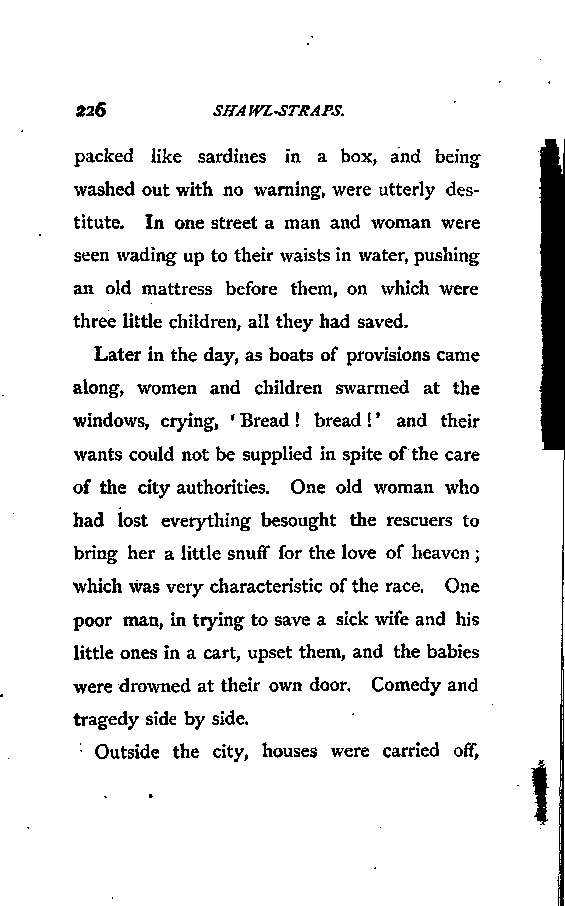 226 SHAWL-STRAPS.
packed like sardines in a box, and being
washed out with no warning, were utterly des-
titute. In one street a man and woman were
seen wading up to their waists in water, pushing
an old mattress before them, on which were
three little children, all they had saved.
Later in the day, as boats of provisions came
along, women and children swarmed at the
windows, crying, 'Bread! bread!' and their
wants could not be supplied in spite of the care
of the city authorities. One old woman who
had lost everything besought the rescuers to
bring her a little snuff for the love of heaven;
which was very characteristic of the race. One
poor man, in trying to save a sick wife and his
little ones in a cart, upset them, and the babies
were drowned at their own door. Comedy and
tragedy side by side.
Outside the city, houses were carried off,